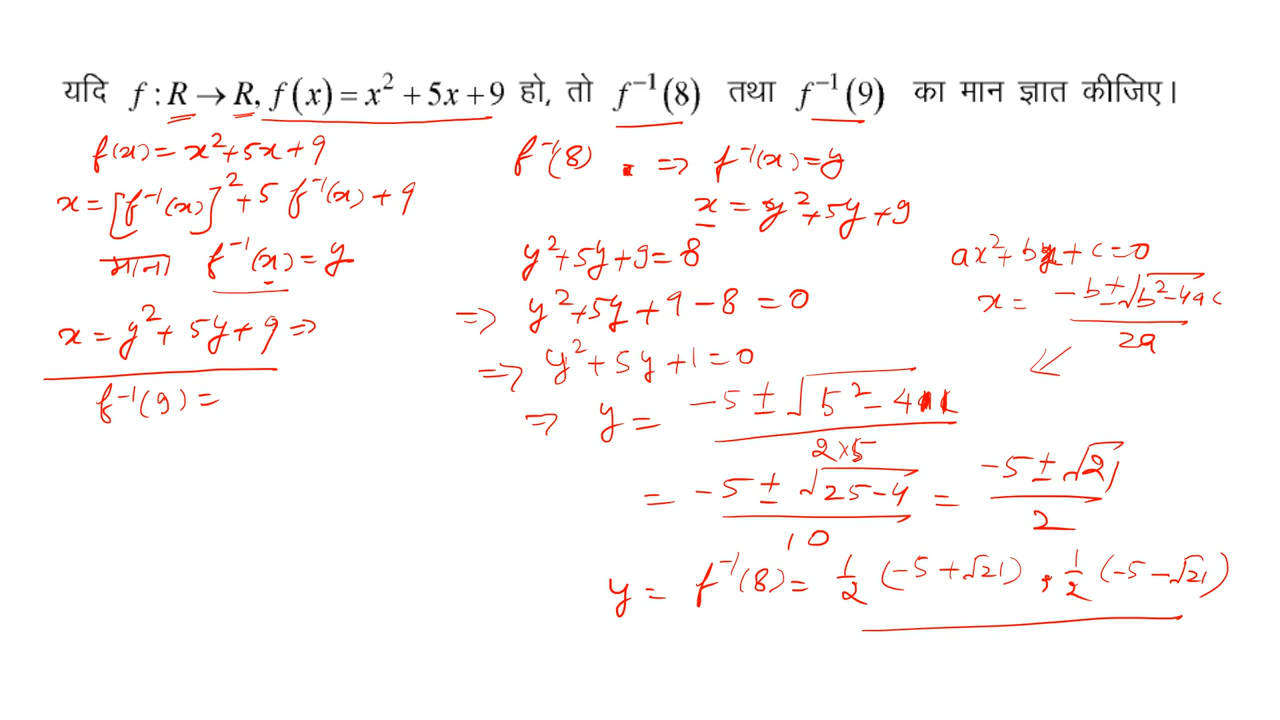 यदि f : R → R, f(x) = x² + 5x + 9 हो, तो f⁻¹(8) तथा f⁻¹(9) का मान ज्ञात कीजिए।
f(x) = x² + 5x + 9
x = [f⁻¹(x)]² + 5 f⁻¹(x) + 9
माना f⁻¹(x) = y
x = y² + 5y + 9 ⇒
f⁻¹(9) =
f⁻¹(8) ⇒ f⁻¹(x) = y
x = y² + 5y + 9
y² + 5y + 9 = 8
⇒ y² + 5y + 9 - 8 = 0
⇒ y² + 5y + 1 = 0
⇒ y = (-5 ± √(5² - 4)) / (2×5)
= (-5 ± √(25-4)) / 10 = (-5 ± √21) / 2
y = f⁻¹(8) = 1/2 (-5 + √21) , 1/2 (-5 - √21)
ax² + bx + c = 0
x = (-b ± √(b² - 4ac)) / 2a